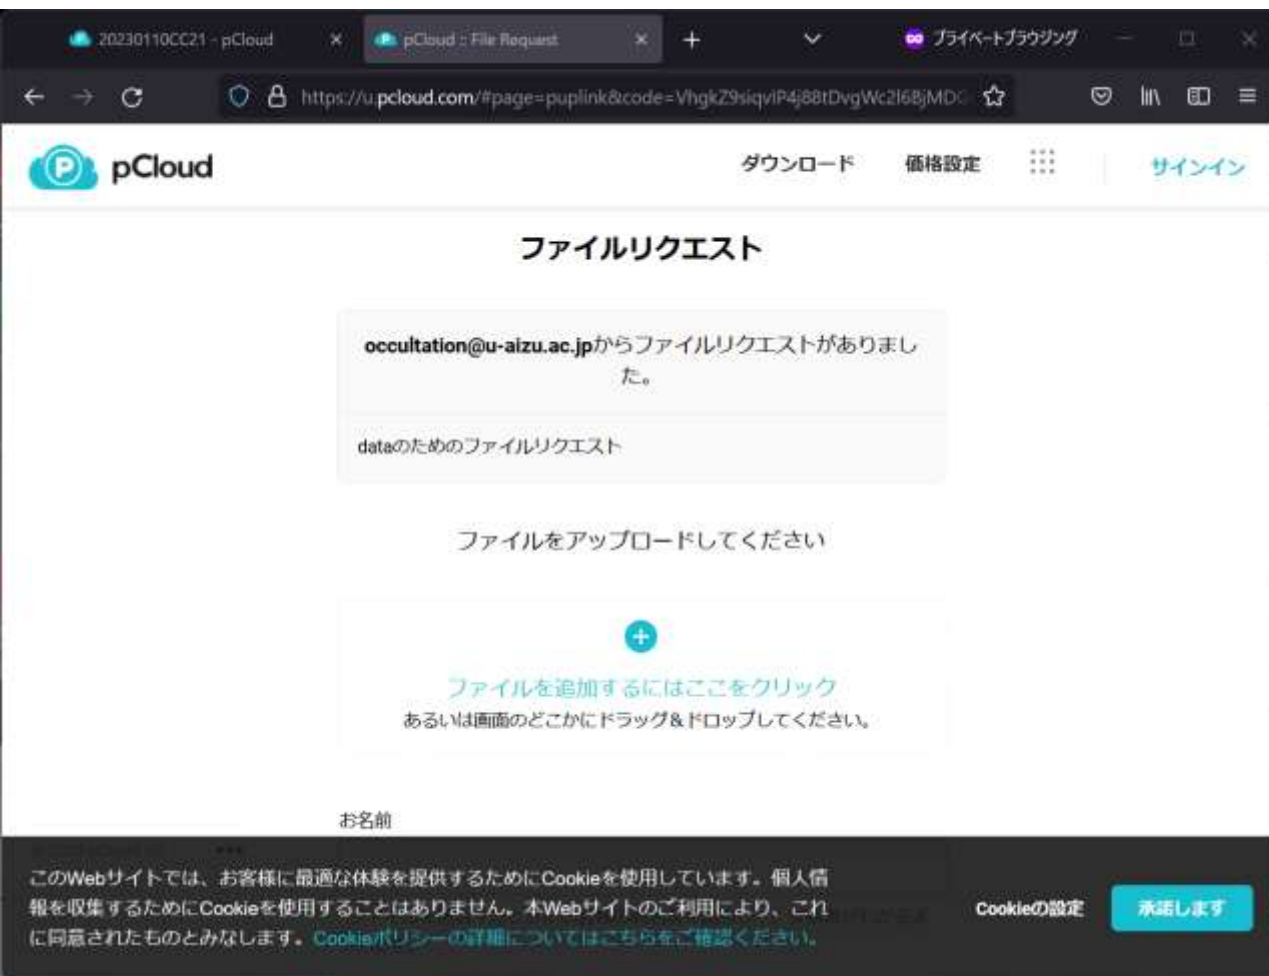 20230110CC21 - pCloud
pCloud :: File Request
プライベートブラウジング
pCloud
ダウンロード
価格設定
サインイン
ファイルリクエスト
occultation@u-aizu.ac.jpからファイルリクエストがありまし
た。
dataのためのファイルリクエスト
ファイルをアップロードしてください
ファイルを追加するにはここをクリック
あるいは画面のどこかにドラッグ&ドロップしてください。
お名前
このWebサイトでは、お客様に最適な体験を提供するためにCookieを使用しています。個人情
報を収集するためにCookieを使用することはありません。本Webサイトのご利用により、これ
に同意されたものとみなします。Cookieポリシーの詳細についてはこちらをご確認ください。
Cookieの設定
承諾します